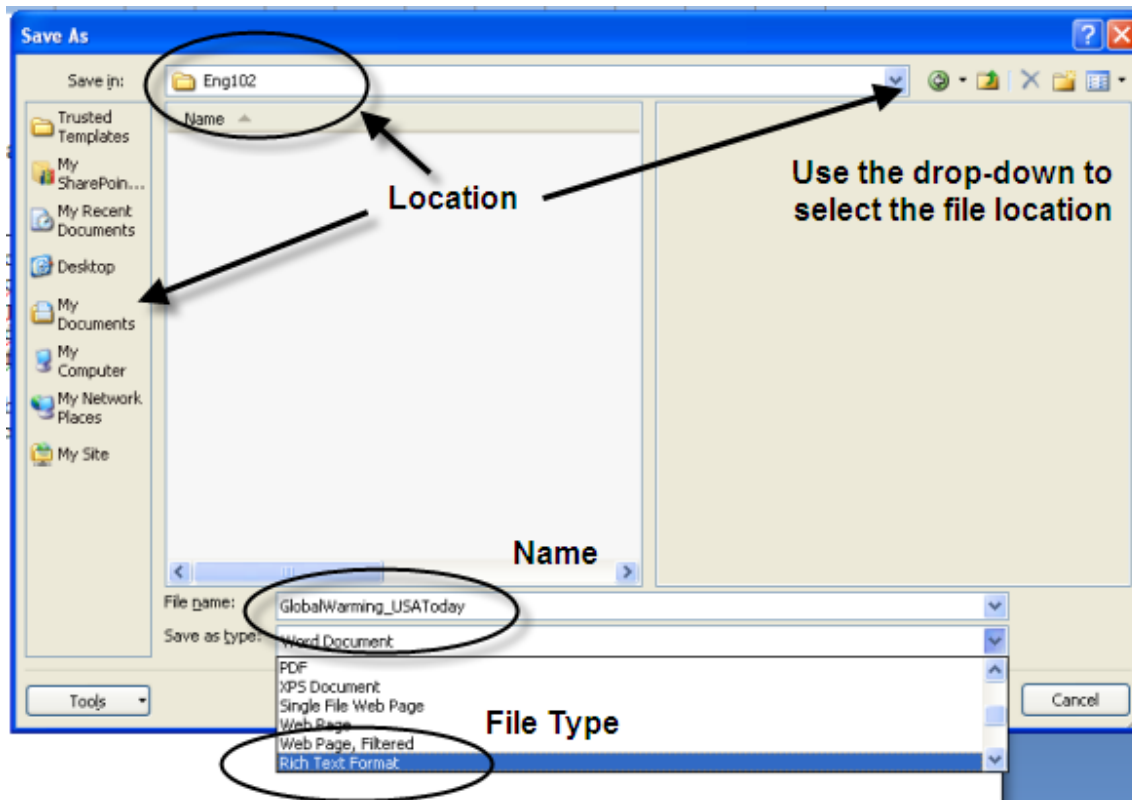 Save As
Save in:
Eng102
Trusted
Templates
My
SharePoin...
My Recent
Documents
Desktop
My
Documents
My
Computer
My Network
Places
My Site
Name
Location
Use the drop-down to
select the file location
Name
File name:
GlobalWarming_USAToday
Save as type:
Word Document
PDF
XPS Document
Single File Web Page
Web Page
Web Page, Filtered
Rich Text Format
File Type
Tools
Cancel